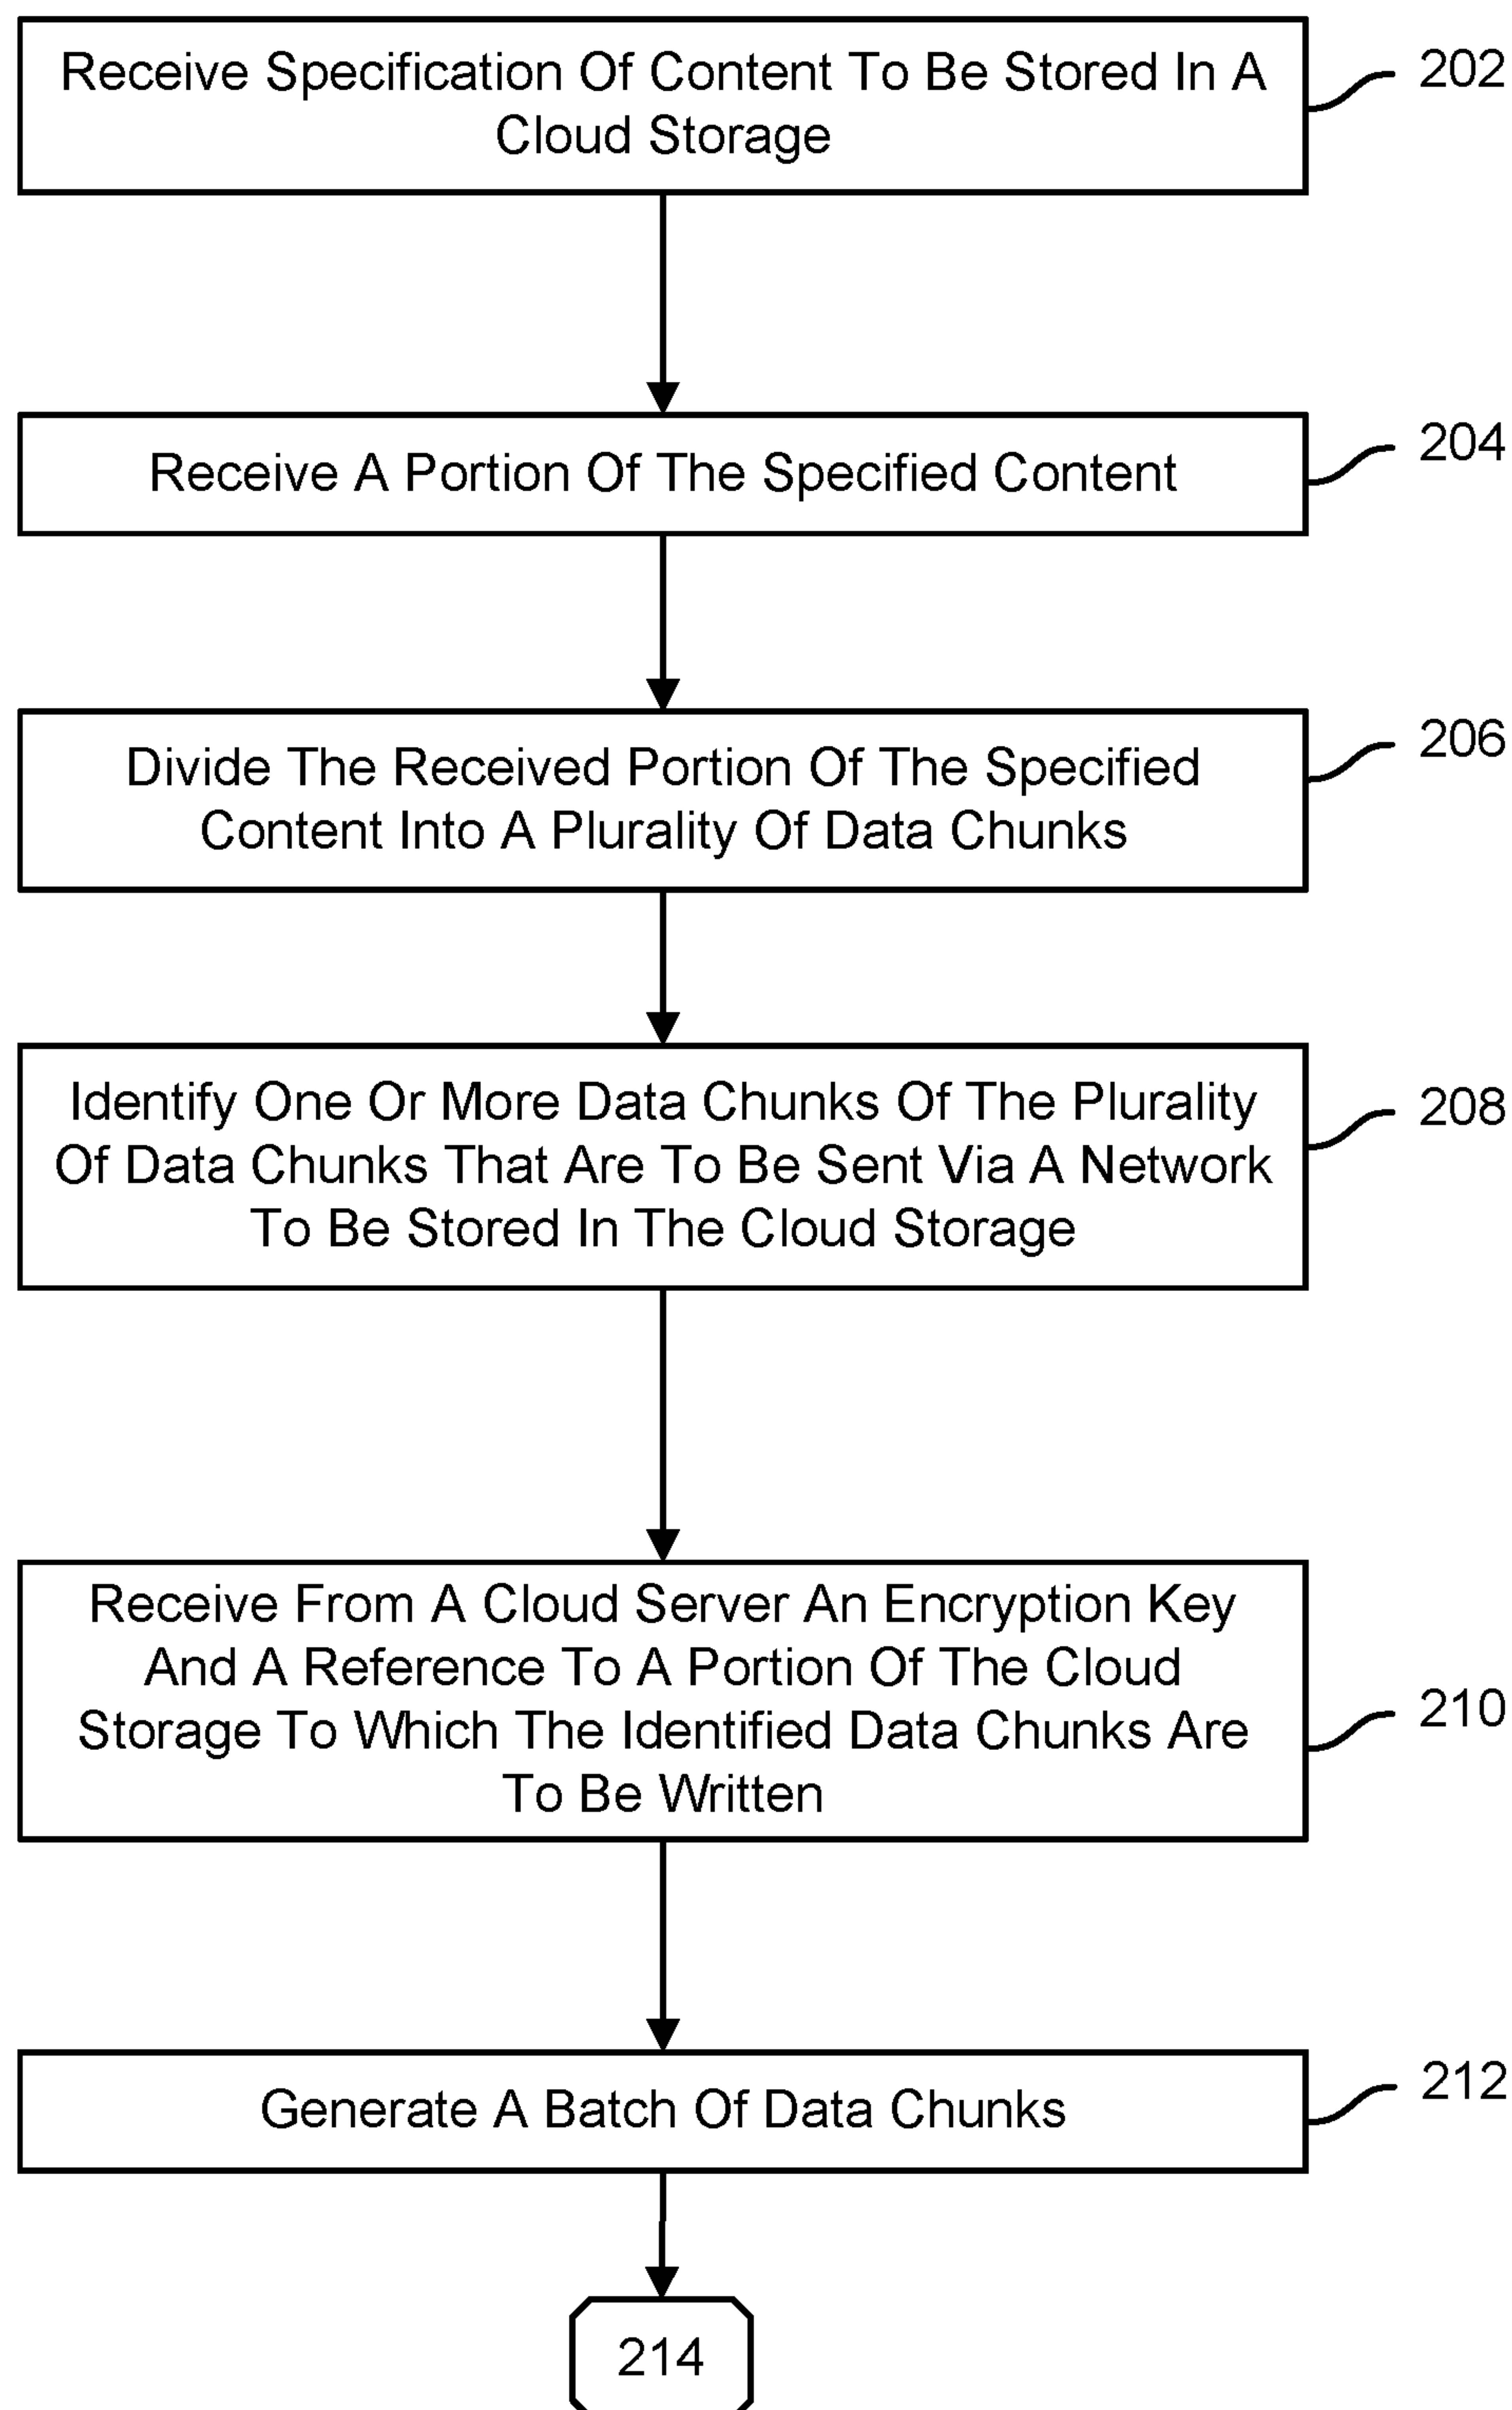 Receive Specification Of Content To Be Stored In A
Cloud Storage
202
Receive A Portion Of The Specified Content
204
Divide The Received Portion Of The Specified
Content Into A Plurality Of Data Chunks
206
Identify One Or More Data Chunks Of The Plurality
Of Data Chunks That Are To Be Sent Via A Network
To Be Stored In The Cloud Storage
208
Receive From A Cloud Server An Encryption Key
And A Reference To A Portion Of The Cloud
Storage To Which The Identified Data Chunks Are
To Be Written
210
Generate A Batch Of Data Chunks
212
214